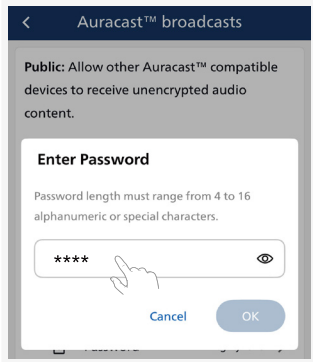 Auracast™ broadcasts
Public: Allow other Auracast™ compatible
devices to receive unencrypted audio
content.
Enter Password
Password length must range from 4 to 16
alphanumeric or special characters.
****
Cancel OK